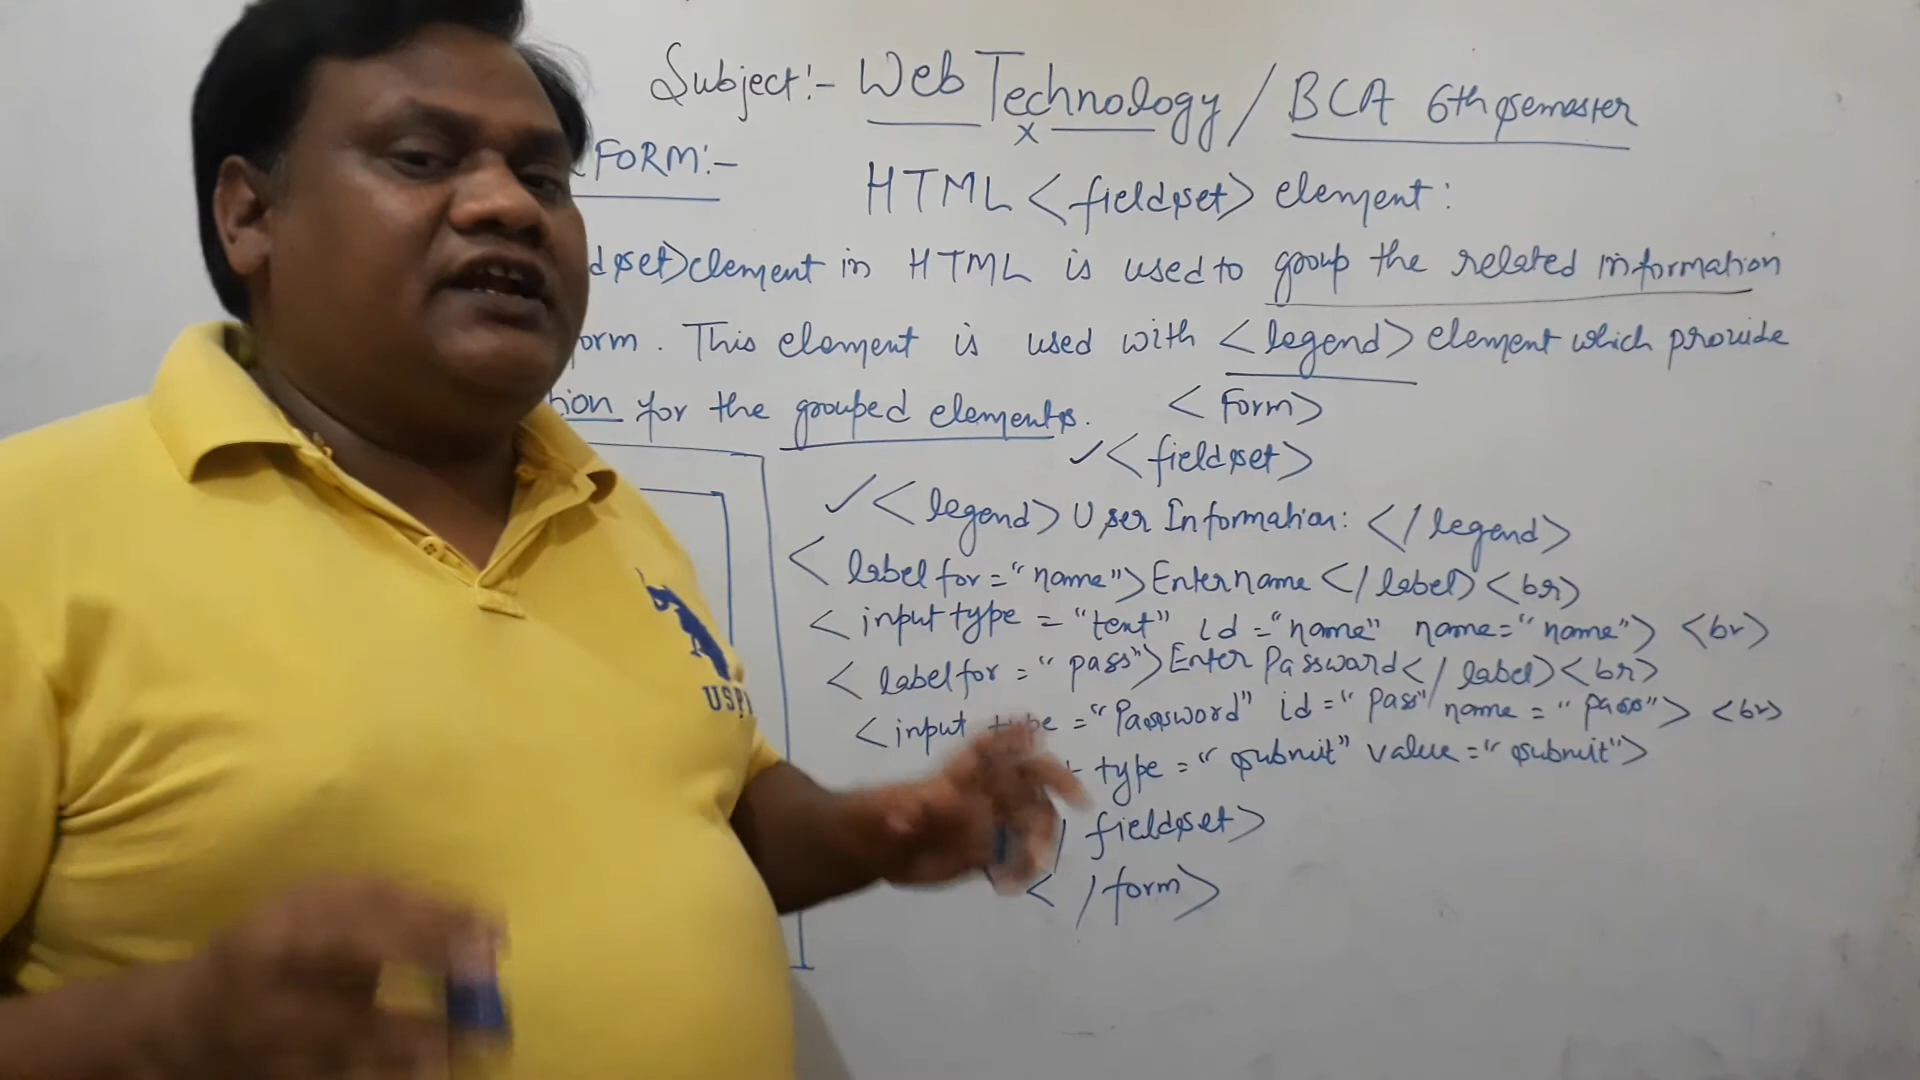 Subject:- Web Technology / BCA 6th semester
x
FORM:-
HTML <fieldset> element:
dset> element in HTML is used to group the related information
orm. This element is used with <legend> element which provide
tion for the grouped elements.
<Form>
✓<fieldset>
✓<legend>User Information:</legend>
<label for="name">Enter name</label><br>
<input type="text" id="name" name="name"> <br>
<label for="pass">Enter Password</label><br>
<input type="Password" id="pass" name="pass"> <br>
type="submit" value="submit">
/fieldset>
</form>
USP